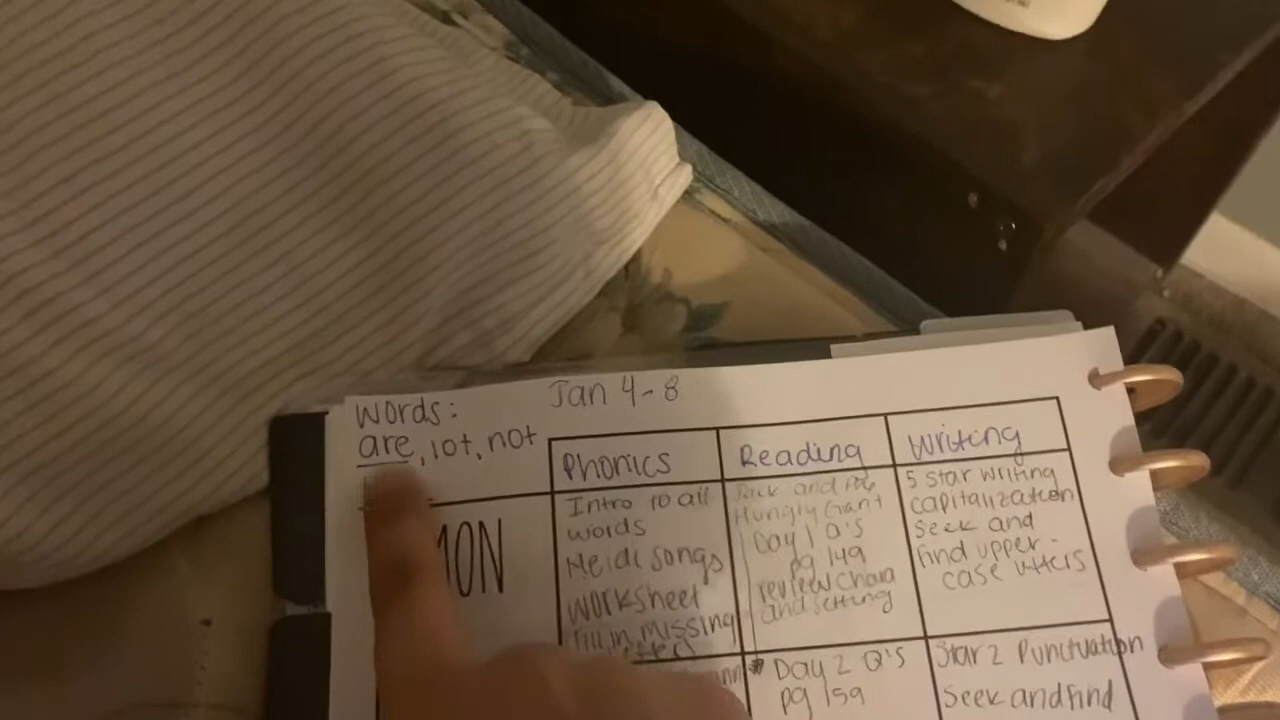 Jan 4-8
words:
are, lot, not
Phonics
Reading
Writing
MON
Intro to all
words
Heidi songs
worksheet
Fill in missing
Jack and the
Hungry Giant
Day 1 Q's
pg 149
review chara
and setting
5 star writing
capitalization
seek and
find upper-
case letters
Day 2 Q's
pg 159
Star 2 Punctuation
Seek and find